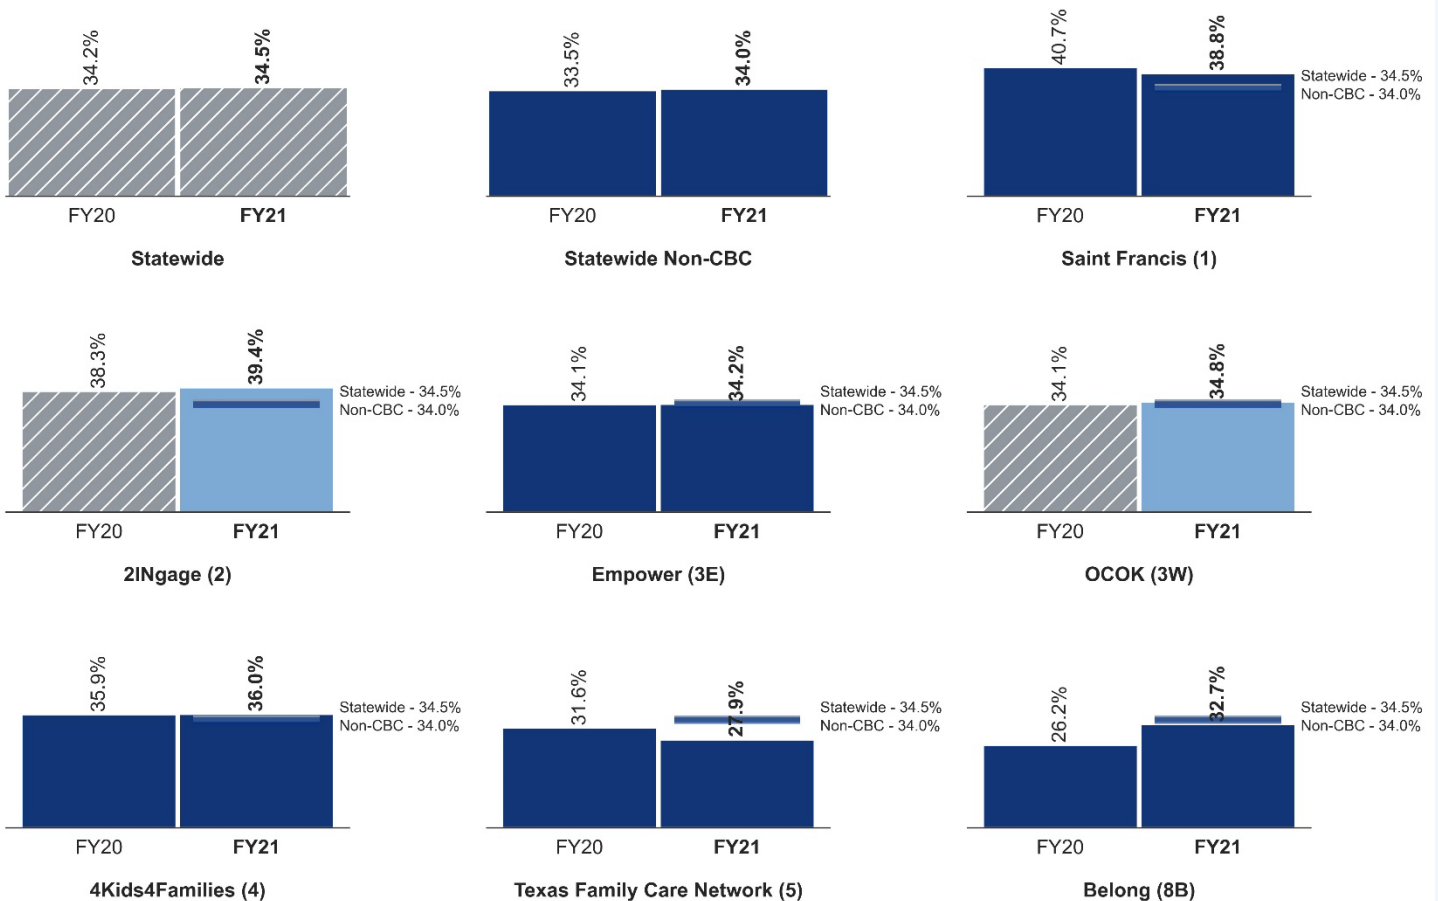 34.2%
34.5%
FY20
FY21
Statewide
33.5%
34.0%
FY20
FY21
Statewide Non-CBC
40.7%
38.8%
Statewide - 34.5%
Non-CBC - 34.0%
FY20
FY21
Saint Francis (1)
38.3%
39.4%
Statewide - 34.5%
Non-CBC - 34.0%
FY20
FY21
2INgage (2)
34.1%
34.2%
Statewide - 34.5%
Non-CBC - 34.0%
FY20
FY21
Empower (3E)
34.1%
34.8%
Statewide - 34.5%
Non-CBC - 34.0%
FY20
FY21
OCOK (3W)
35.9%
36.0%
Statewide - 34.5%
Non-CBC - 34.0%
FY20
FY21
4Kids4Families (4)
31.6%
27.9%
Statewide - 34.5%
Non-CBC - 34.0%
FY20
FY21
Texas Family Care Network (5)
26.2%
32.7%
Statewide - 34.5%
Non-CBC - 34.0%
FY20
FY21
Belong (8B)